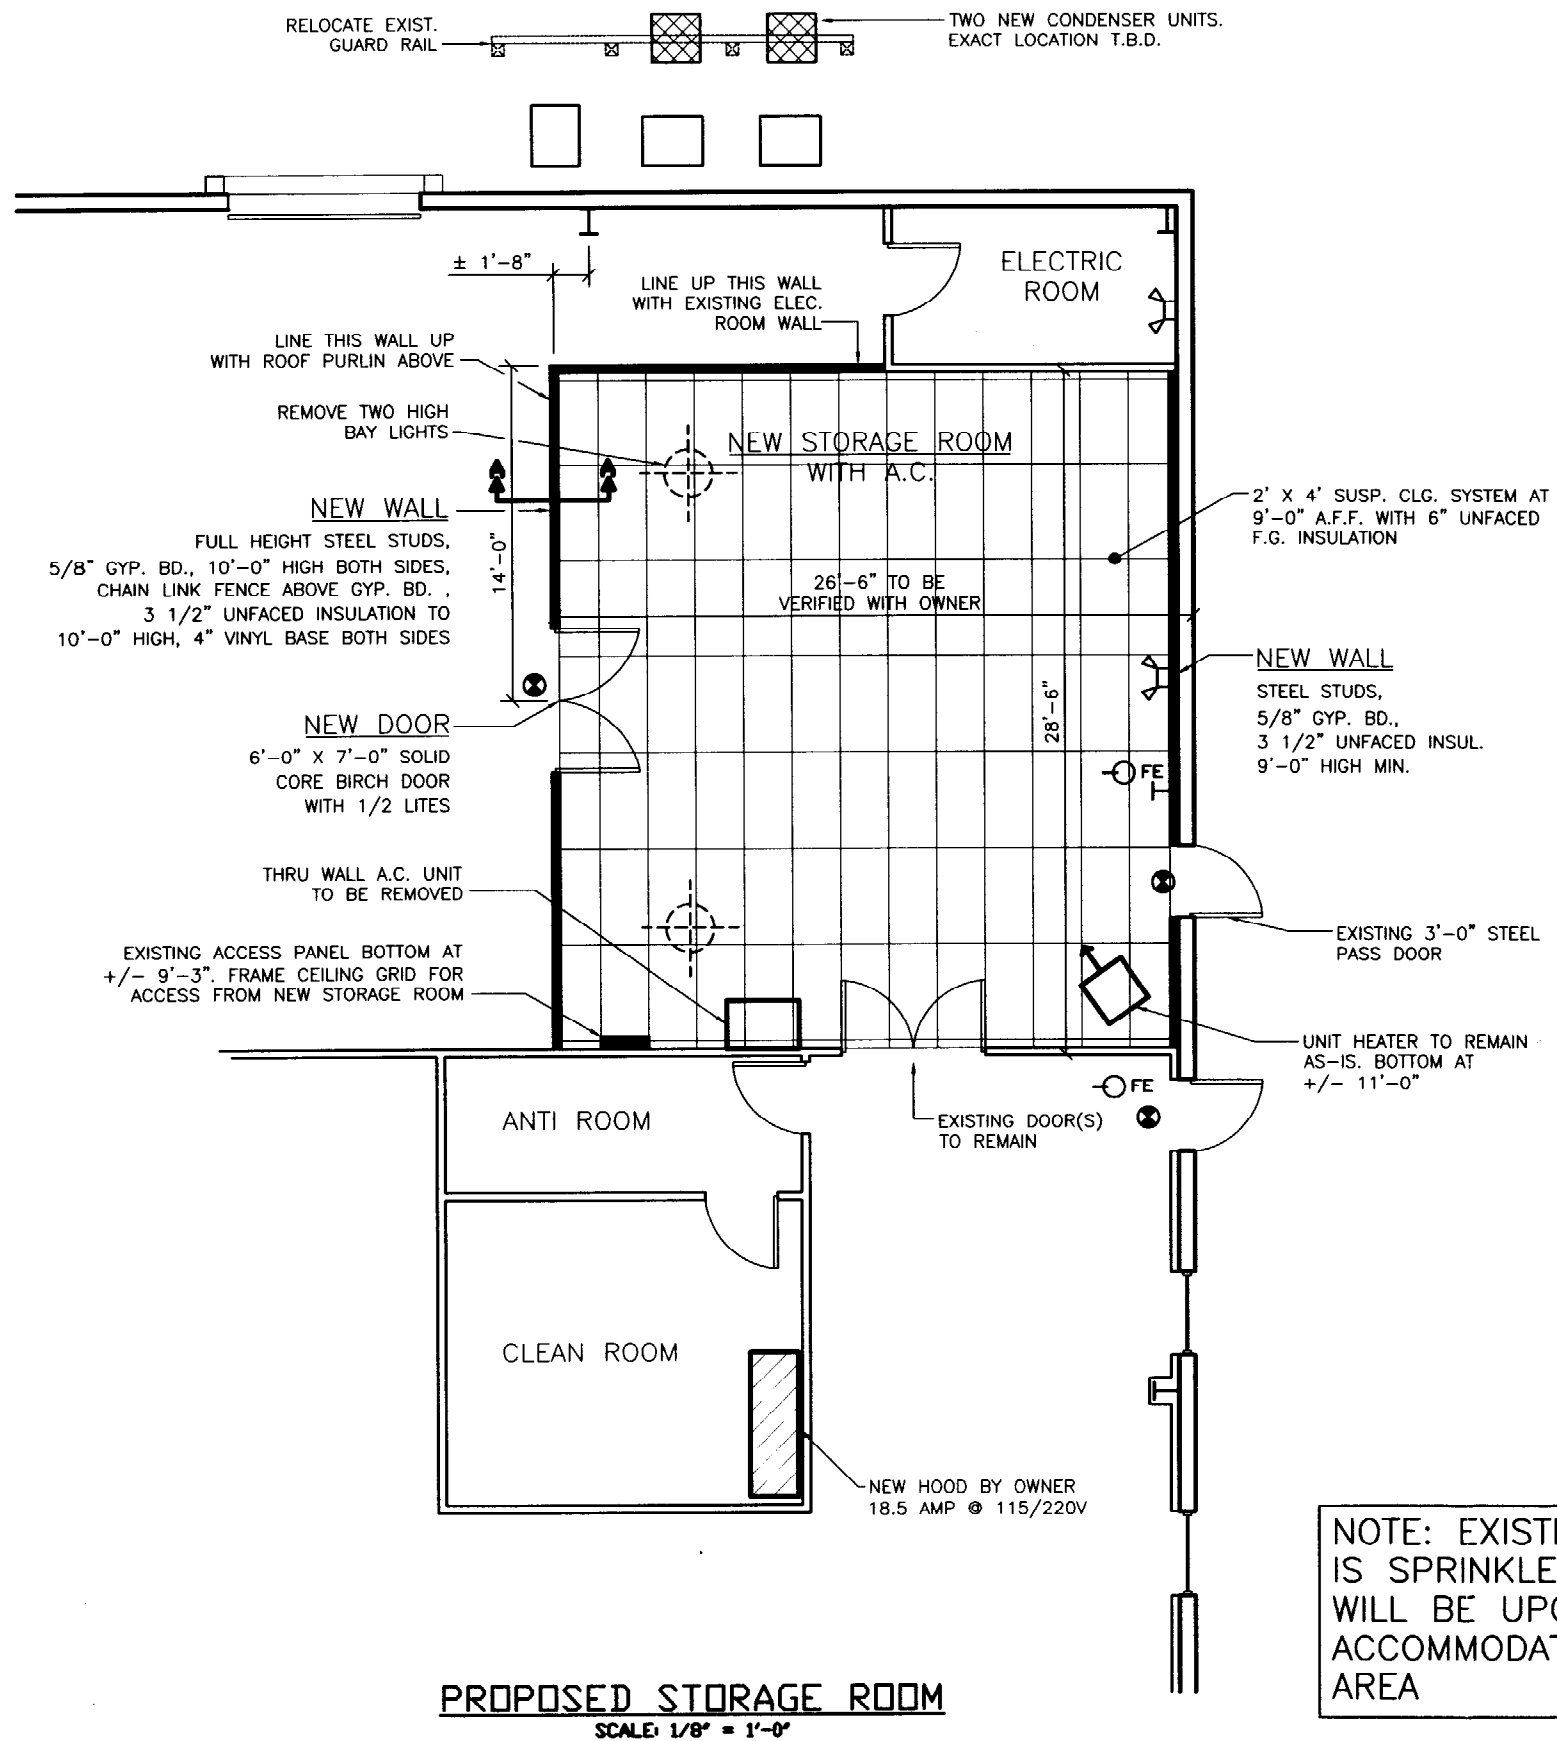 RELOCATE EXIST.
GUARD RAIL
TWO NEW CONDENSER UNITS.
EXACT LOCATION T.B.D.
± 1'-8"
LINE UP THIS WALL
WITH EXISTING ELEC.
ROOM WALL
ELECTRIC
ROOM
LINE THIS WALL UP
WITH ROOF PURLIN ABOVE
REMOVE TWO HIGH
BAY LIGHTS
NEW STORAGE ROOM
WITH A.C.
NEW WALL
FULL HEIGHT STEEL STUDS,
5/8" GYP. BD., 10'-0" HIGH BOTH SIDES,
CHAIN LINK FENCE ABOVE GYP. BD. ,
3 1/2" UNFACED INSULATION TO
10'-0" HIGH, 4" VINYL BASE BOTH SIDES
14'-0"
2' X 4' SUSP. CLG. SYSTEM AT
9'-0" A.F.F. WITH 6" UNFACED
F.G. INSULATION
26'-6" TO BE
VERIFIED WITH OWNER
NEW WALL
STEEL STUDS,
5/8" GYP. BD.,
3 1/2" UNFACED INSUL.
9'-0" HIGH MIN.
28'-6"
NEW DOOR
6'-0" X 7'-0" SOLID
CORE BIRCH DOOR
WITH 1/2 LITES
FE
THRU WALL A.C. UNIT
TO BE REMOVED
EXISTING ACCESS PANEL BOTTOM AT
+/- 9'-3". FRAME CEILING GRID FOR
ACCESS FROM NEW STORAGE ROOM
EXISTING 3'-0" STEEL
PASS DOOR
UNIT HEATER TO REMAIN
AS-IS. BOTTOM AT
+/- 11'-0"
FE
ANTI ROOM
EXISTING DOOR(S)
TO REMAIN
CLEAN ROOM
NEW HOOD BY OWNER
18.5 AMP @ 115/220V
NOTE: EXISTI
IS SPRINKLE
WILL BE UPG
ACCOMMODAT
AREA
PROPOSED STORAGE ROOM
SCALE: 1/8" = 1'-0"